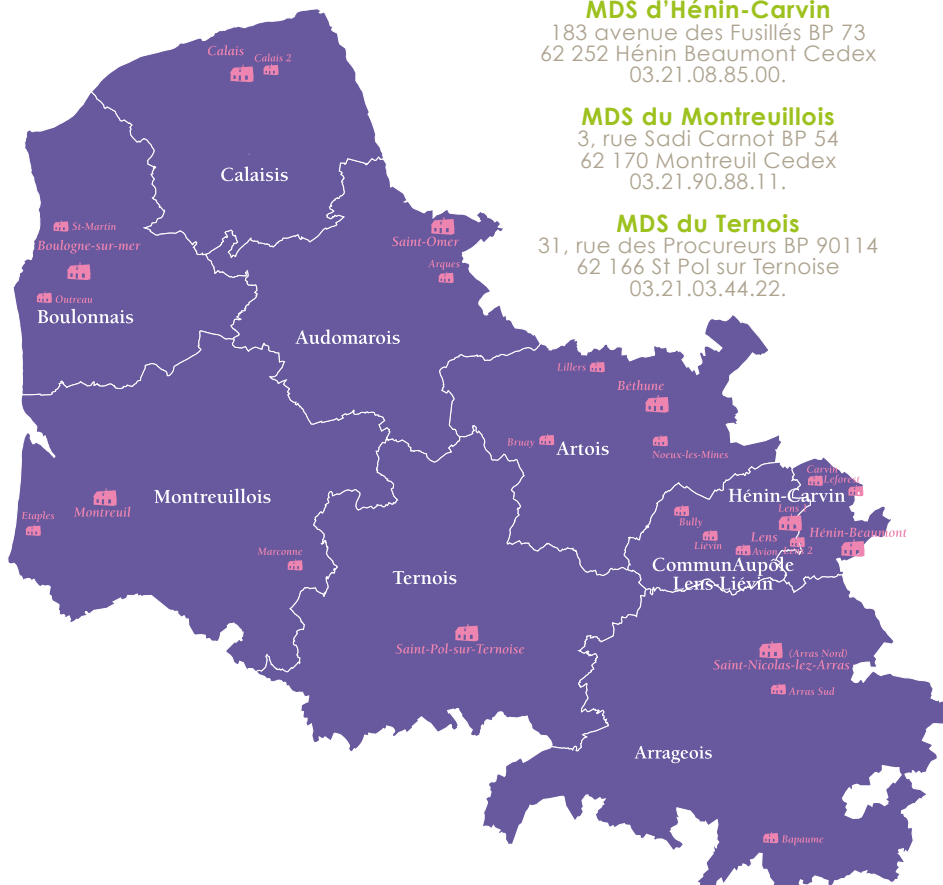 MDS d'Hénin-Carvin
183 avenue des Fusillés BP 73
62 252 Hénin Beaumont Cedex
03.21.08.85.00.
MDS du Montreuillois
3, rue Sadi Carnot BP 54
62 170 Montreuil Cedex
03.21.90.88.11.
MDS du Ternois
31, rue des Procureurs BP 90114
62 166 St Pol sur Ternoise
03.21.03.44.22.
Calais
Calais 2
Calaisis
St-Martin
Boulogne-sur-mer
Outreau
Boulonnais
Saint-Omer
Arques
Audomarois
Lillers
Béthune
Bruay
Artois
Noeux-les-Mines
Montreuillois
Montreuil
Etaples
Marconne
Carvin
Leforest
Hénin-Carvin
Lens 1
Bully
Lens
Hénin-Beaumont
Liévin
Avion
Lens 2
CommunAupole
Lens-Liévin
Ternois
Saint-Pol-sur-Ternoise
(Arras Nord)
Saint-Nicolas-lez-Arras
Arras Sud
Arrageois
Bapaume